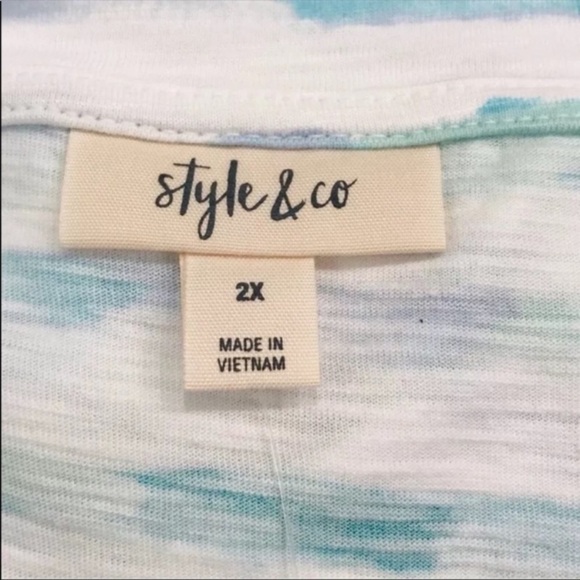 style & co
2X
MADE IN
VIETNAM